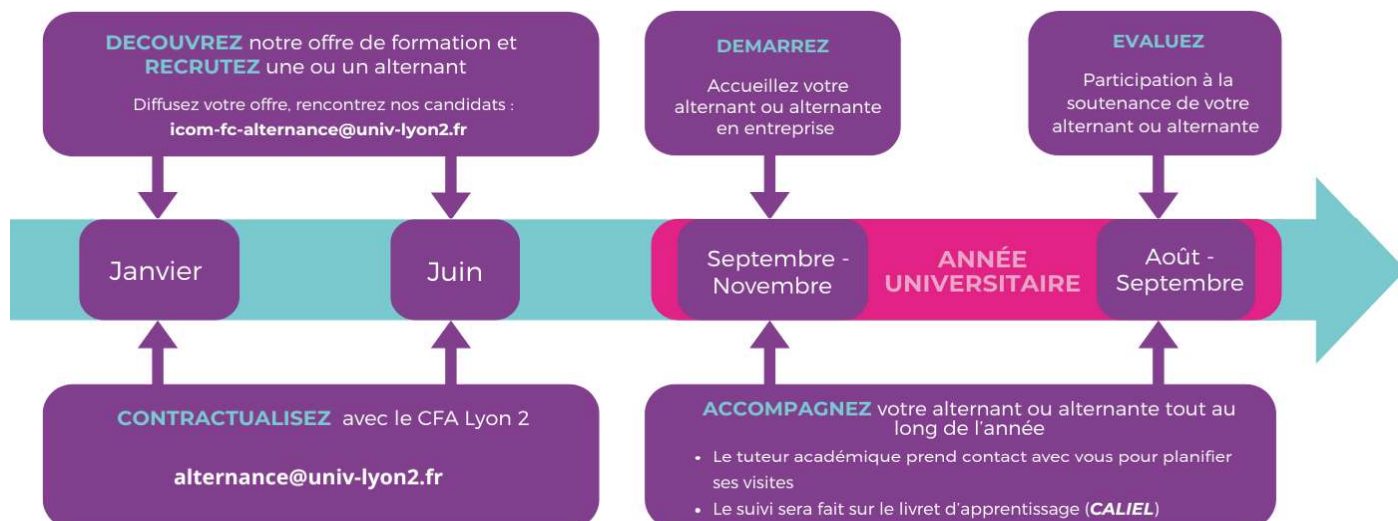 DECOUVREZ notre offre de formation et
RECRUTEZ une ou un alternant
Diffusez votre offre, rencontrez nos candidats :
icom-fc-alternance@univ-lyon2.fr
DEMARREZ
Accueillez votre
alternant ou alternante
en entreprise
EVALUEZ
Participation à la
soutenance de votre
alternant ou alternante
Janvier
Juin
Septembre -
Novembre
ANNÉE
UNIVERSITAIRE
Août -
Septembre
CONTRACTUALISEZ avec le CFA Lyon 2
alternance@univ-lyon2.fr
ACCOMPAGNEZ votre alternant ou alternante tout au
long de l'année
• Le tuteur académique prend contact avec vous pour planifier
ses visites
• Le suivi sera fait sur le livret d'apprentissage (CALIEL)